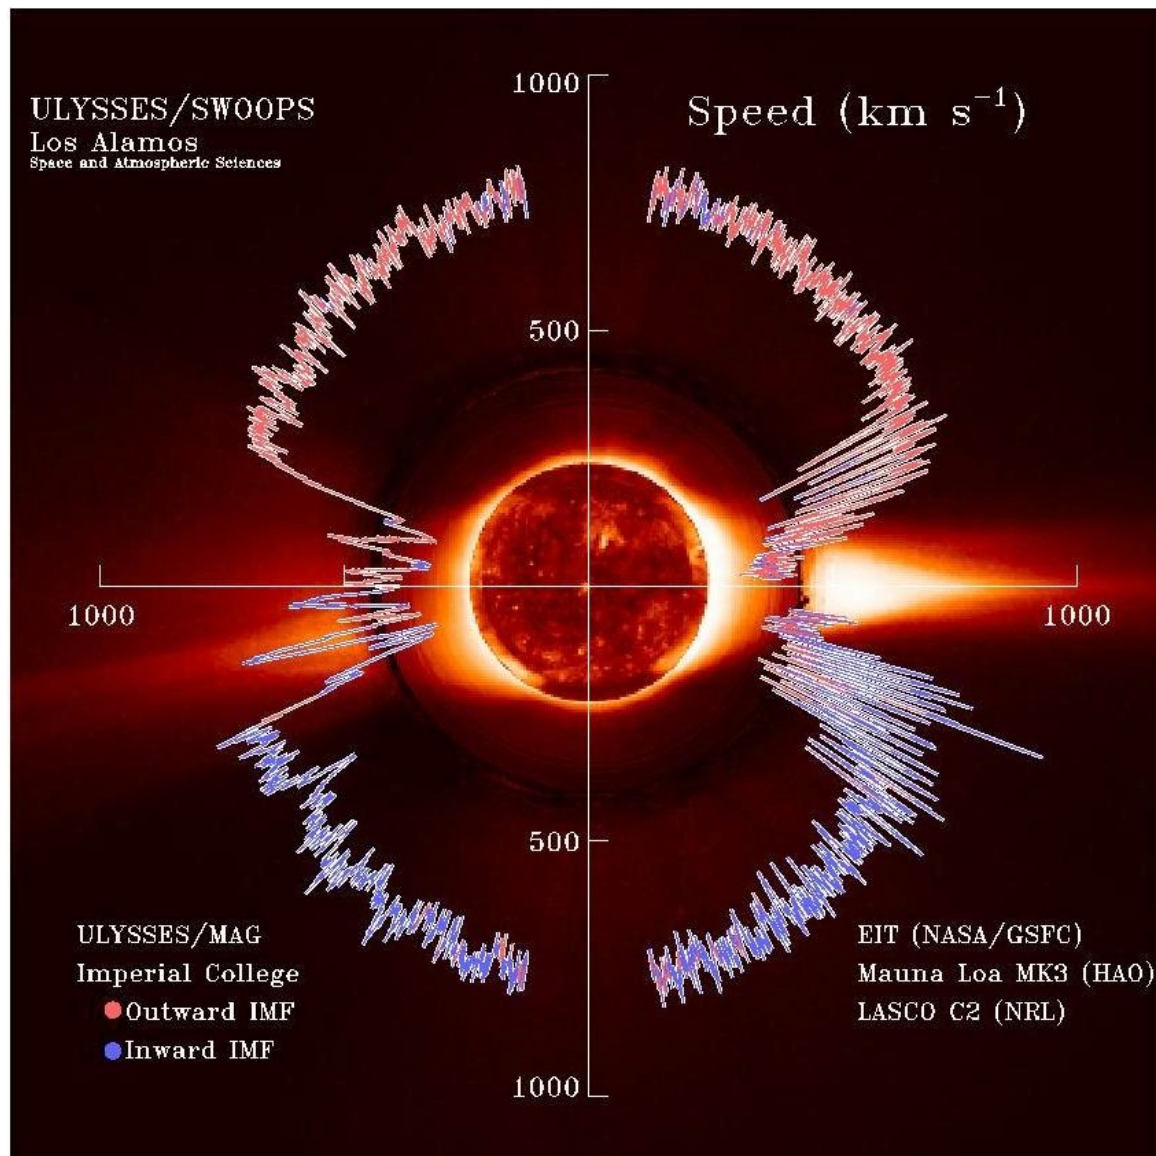 ULYSSES/SWOOPS
Los Alamos
Space and Atmospheric Sciences
Speed (km s⁻¹)
1000
500
1000
1000
500
1000
ULYSSES/MAG
Imperial College
Outward IMF
Inward IMF
EIT (NASA/GSFC)
Mauna Loa MK3 (HAO)
LASCO C2 (NRL)